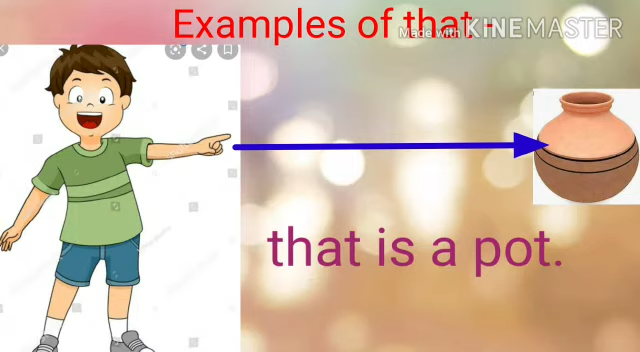 Examples of that -
Made with KINEMASTER
that is a pot.